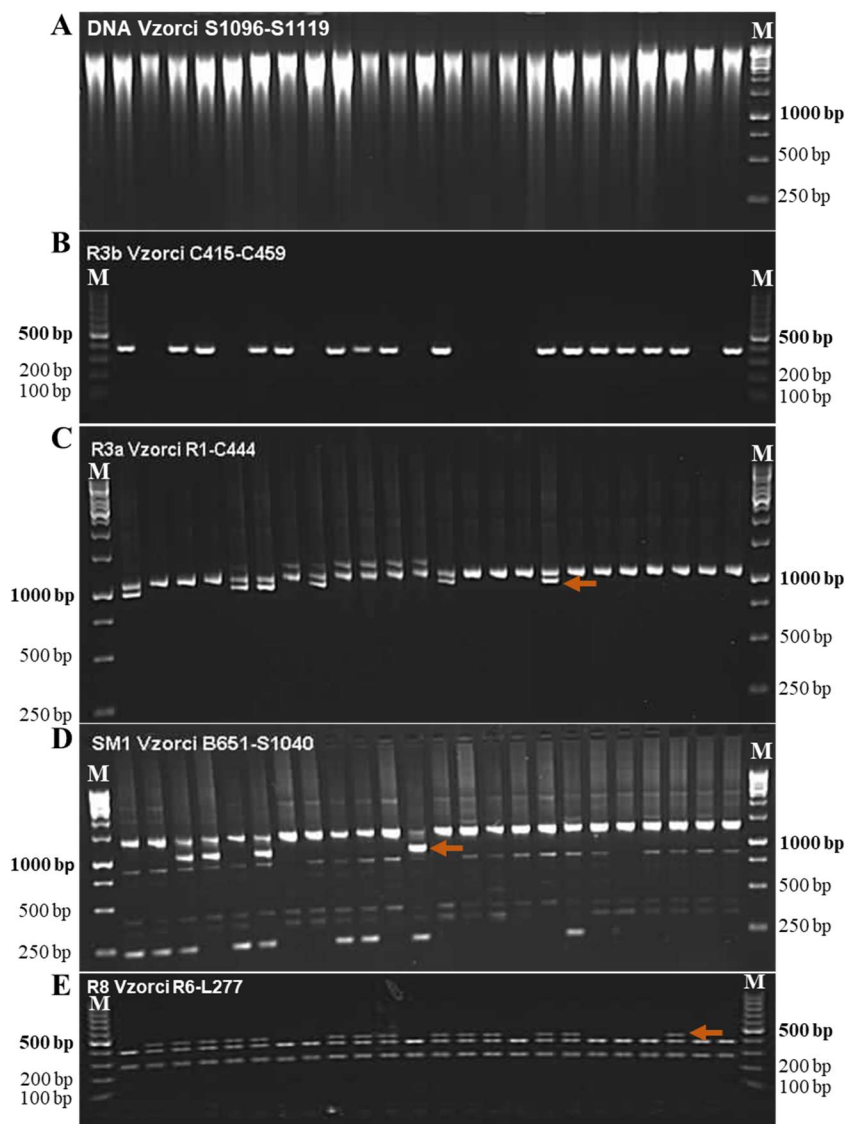 A
DNA Vzorci S1096-S1119
M
1000 bp
500 bp
250 bp
B
R3b Vzorci C415-C459
M
M
500 bp
500 bp
200 bp
200 bp
100 bp
100 bp
C
R3a Vzorci R1-C444
M
M
1000 bp
1000 bp
500 bp
500 bp
250 bp
250 bp
D
SM1 Vzorci B651-S1040
M
M
1000 bp
1000 bp
500 bp
500 bp
250 bp
250 bp
E
R8 Vzorci R6-L277
M
M
500 bp
500 bp
200 bp
200 bp
100 bp
100 bp